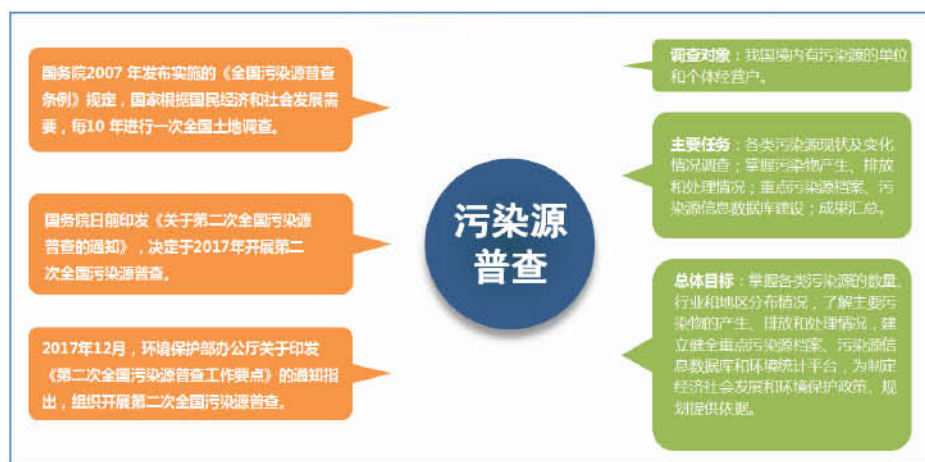 国务院2007 年发布实施的《全国污染源普查
条例》规定，国家根据国民经济和社会发展需
要，每10 年进行一次全国土地调查。
国务院日前印发《关于第二次全国污染源
普查的通知》，决定于2017年开展第二
次全国污染源普查。
2017年12月，环境保护部办公厅关于印发
《第二次全国污染源普查工作要点》的通知指
出，组织开展第二次全国污染源普查。
污染源
普查
调查对象：我国境内有污染源的单位
和个体经营户。
主要任务：各类污染源现状及变化
情况调查；掌握污染物产生、排放
和处理情况；重点污染源档案、污
染源信息数据库建设；成果汇总。
总体目标：掌握各类污染源的数量、
行业和地区分布情况，了解主要污
染物的产生、排放和处理情况，建
立健全重点污染源档案、污染源信
息数据库和环境统计平台，为制定
经济社会发展和环境保护政策、规
划提供依据。